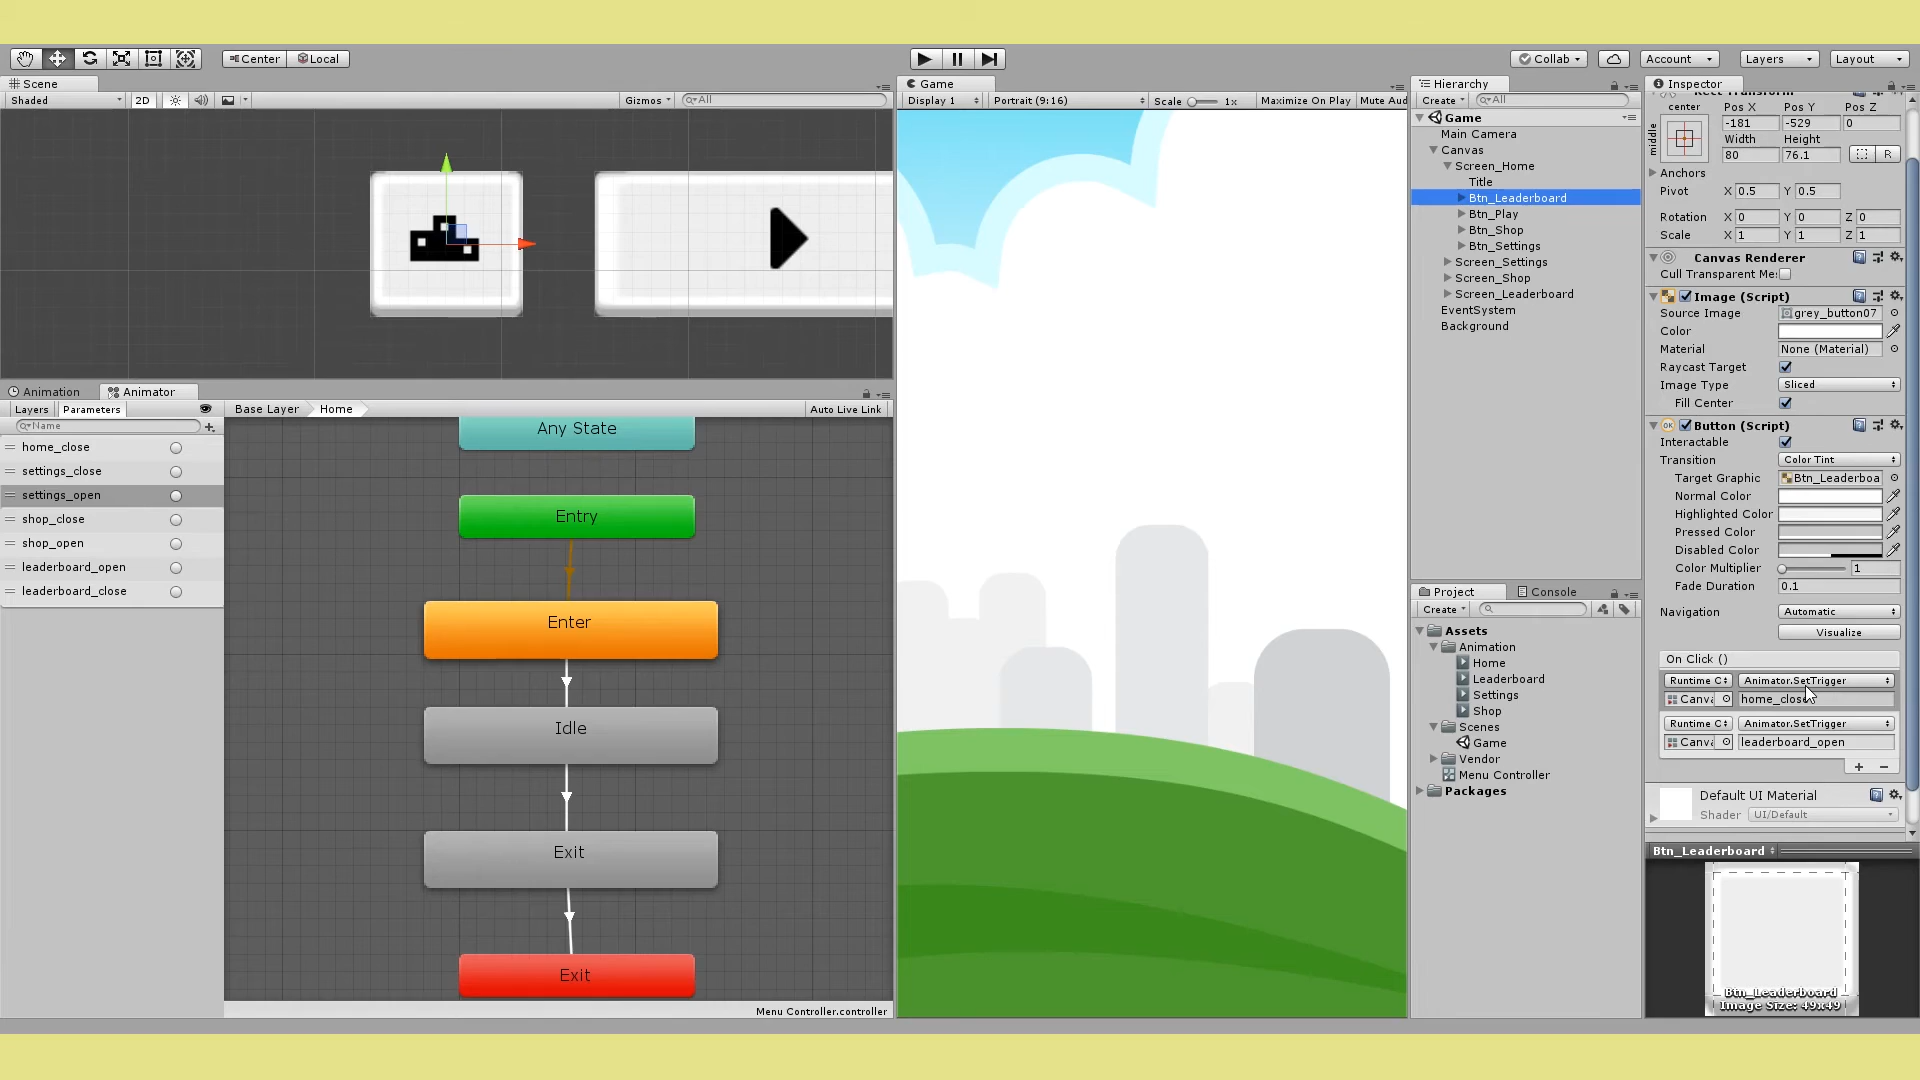 Center Local
Collab Account Layers Layout
Scene
Shaded 2D Gizmos All
Animation Animator
Layers Parameters
Name
home_close
settings_close
settings_open
shop_close
shop_open
leaderboard_open
leaderboard_close
Base Layer Home Auto Live Link
Any State
Entry
Enter
Idle
Exit
Exit
Menu Controller.controller
Game
Display 1 Portrait (9:16) Scale 1x Maximize On Play Mute Aud
Hierarchy
Create All
Game
Main Camera
Canvas
Screen_Home
Title
Btn_Leaderboard
Btn_Play
Btn_Shop
Btn_Settings
Screen_Settings
Screen_Shop
Screen_Leaderboard
EventSystem
Background
Project Console
Create
Assets
Animation
Home
Leaderboard
Settings
Shop
Scenes
Game
Vendor
Menu Controller
Packages
Inspector
center Pos X Pos Y Pos Z
middle -181 -529 0
Width Height
80 76.1 R
Anchors
Pivot X 0.5 Y 0.5
Rotation X 0 Y 0 Z 0
Scale X 1 Y 1 Z 1
Canvas Renderer
Cull Transparent Me:
Image (Script)
Source Image grey_button07
Color
Material None (Material)
Raycast Target
Image Type Sliced
Fill Center
OK Button (Script)
Interactable
Transition Color Tint
Target Graphic Btn_Leaderboa
Normal Color
Highlighted Color
Pressed Color
Disabled Color
Color Multiplier 1
Fade Duration 0.1
Navigation Automatic
Visualize
On Click ()
Runtime C Animator.SetTrigger
Canva home_close
Runtime C Animator.SetTrigger
Canva leaderboard_open
+ −
Default UI Material
Shader UI/Default
Btn_Leaderboard
Btn_Leaderboard
Image Size: 49x49